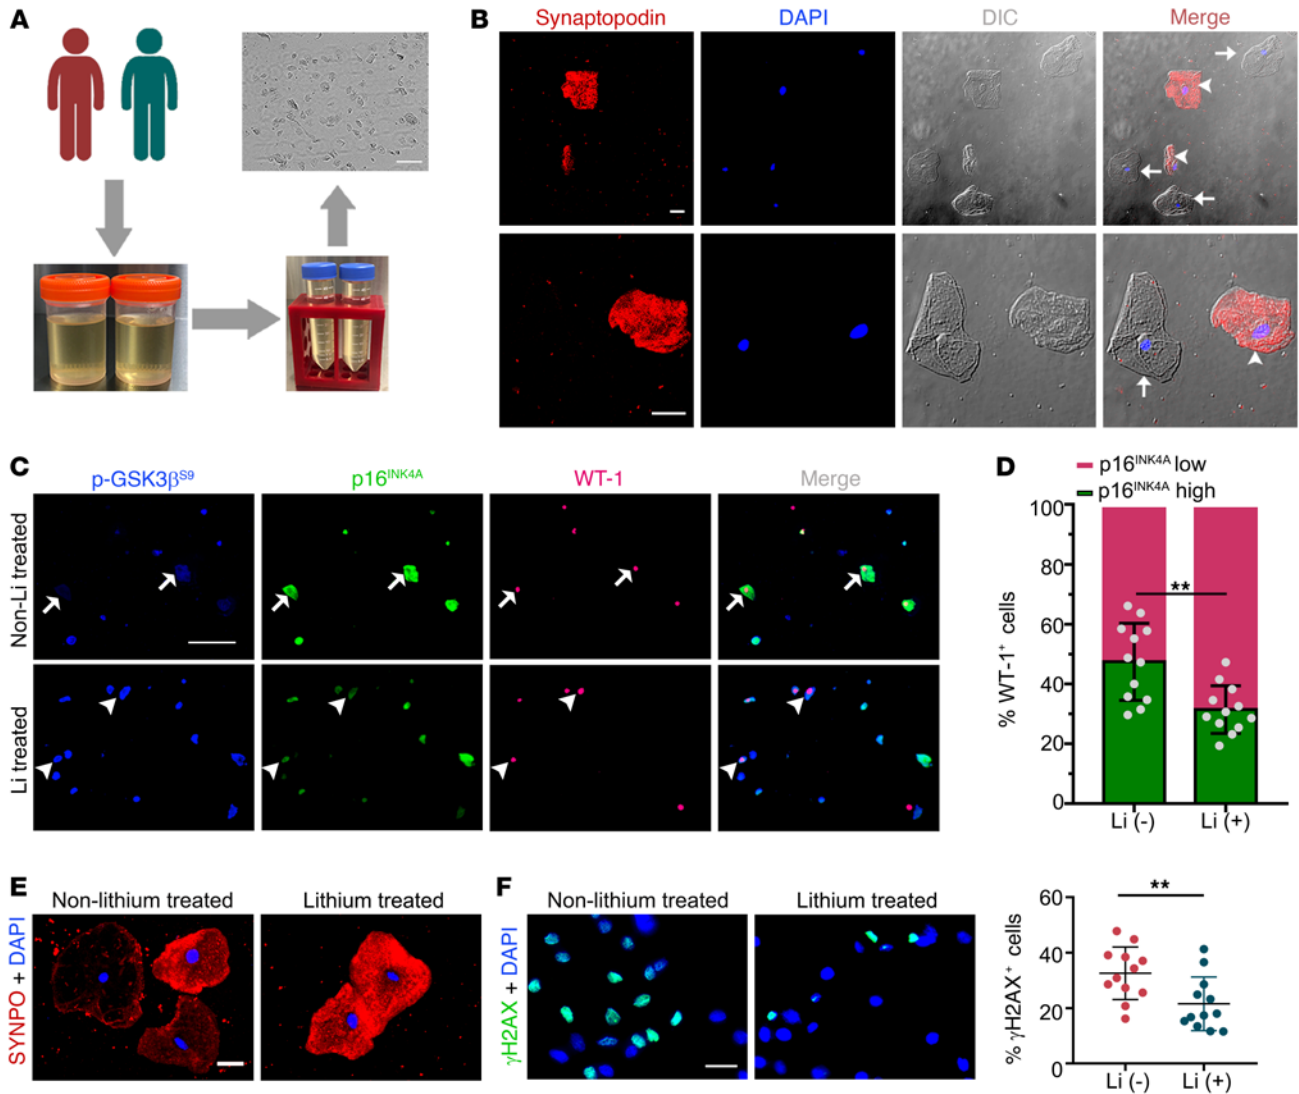 A
B
Synaptopodin DAPI DIC Merge
C
p-GSK3β^S9 p16^INK4A WT-1 Merge
Non-Li treated
Li treated
D
p16^INK4A low
p16^INK4A high
% WT-1⁺ cells
100
80
60
40
20
0
Li (-) Li (+)
**
E
Non-lithium treated Lithium treated
SYNPO + DAPI
F
Non-lithium treated Lithium treated
γH2AX + DAPI
% γH2AX⁺ cells
60
40
20
0
**
Li (-) Li (+)